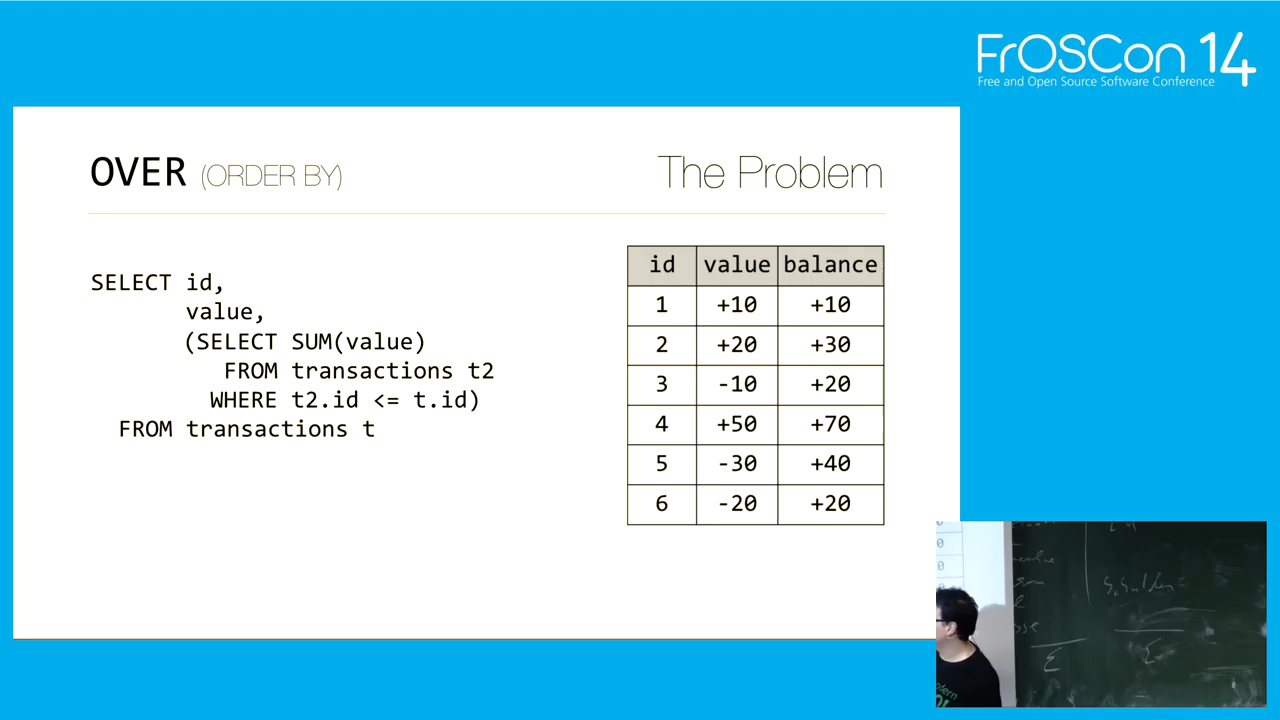 FrOSCon 14
Free and Open Source Software Conference
OVER (ORDER BY)
The Problem
SELECT id,
value,
(SELECT SUM(value)
FROM transactions t2
WHERE t2.id <= t.id)
FROM transactions t
id value balance
1 +10 +10
2 +20 +30
3 -10 +20
4 +50 +70
5 -30 +40
6 -20 +20
Σ Σ